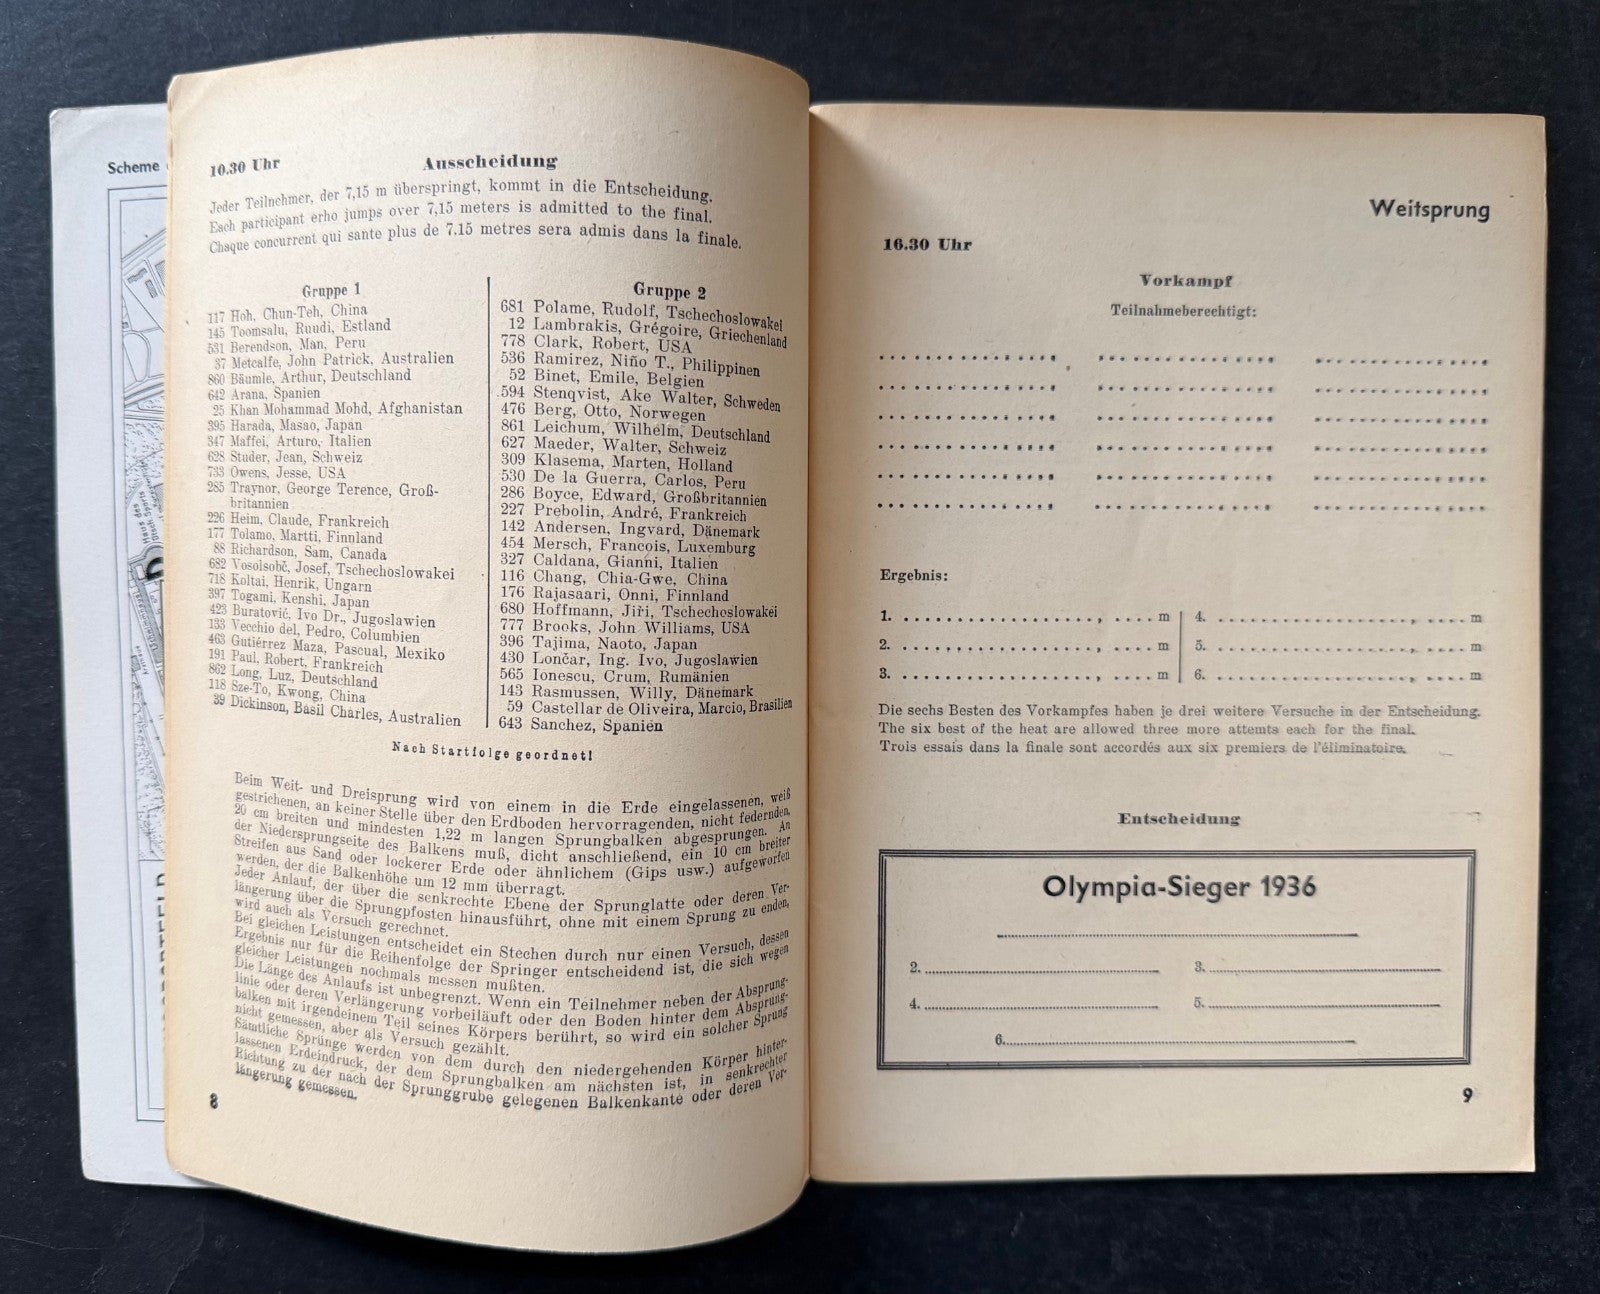 Scheme
10.30 Uhr
Ausscheidung
Jeder Teilnehmer, der 7,15 m überspringt, kommt in die Entscheidung.
Each participant erho jumps over 7,15 meters is admitted to the final.
Chaque concurrent qui sante plus de 7.15 metres sera admis dans la finale.
Gruppe 1
117 Hoh, Chun-Teh, China
145 Toomsalu, Ruudi, Estland
531 Berendson, Man, Peru
37 Metcalfe, John Patrick, Australien
860 Bäumle, Arthur, Deutschland
642 Arana, Spanien
25 Khan Mohammad Mohd, Afghanistan
395 Harada, Masao, Japan
347 Maffei, Arturo, Italien
628 Studer, Jean, Schweiz
733 Owens, Jesse, USA
285 Traynor, George Terence, Groß-
britannien
226 Heim, Claude, Frankreich
177 Tolamo, Martti, Finnland
88 Richardson, Sam, Canada
682 Vosolsobč, Josef, Tschechoslowakei
718 Koltai, Henrik, Ungarn
397 Togami, Kenshi, Japan
423 Buratović, Ivo Dr., Jugoslawien
133 Vecchio del, Pedro, Columbien
463 Gutiérrez Maza, Pascual, Mexiko
191 Paul, Robert, Frankreich
862 Long, Luz, Deutschland
118 Sze-To, Kwong, China
39 Dickinson, Basil Charles, Australien
Gruppe 2
681 Polame, Rudolf, Tschechoslowakei
12 Lambrakis, Grégoire, Griechenland
778 Clark, Robert, USA
536 Ramirez, Niño T., Philippinen
52 Binet, Emile, Belgien
594 Stenqvist, Ake Walter, Schweden
476 Berg, Otto, Norwegen
861 Leichum, Wilhelm, Deutschland
627 Maeder, Walter, Schweiz
309 Klasema, Marten, Holland
530 De la Guerra, Carlos, Peru
286 Boyce, Edward, Großbritannien
227 Prebolin, André, Frankreich
142 Andersen, Ingvard, Dänemark
454 Mersch, Francois, Luxemburg
327 Caldana, Gianni, Italien
116 Chang, Chia-Gwe, China
176 Rajasaari, Onni, Finnland
680 Hoffmann, Jiří, Tschechoslowakei
777 Brooks, John Williams, USA
396 Tajima, Naoto, Japan
430 Lončar, Ing. Ivo, Jugoslawien
565 Ionescu, Crum, Rumänien
143 Rasmussen, Willy, Dänemark
59 Castellar de Oliveira, Marcio, Brasilien
643 Sanchez, Spanien
Nach Startfolge geordnet!
Beim Weit- und Dreisprung wird von einem in die Erde eingelassenen, weiß
gestrichenen, an keiner Stelle über den Erdboden hervorragenden, nicht federnden,
20 cm breiten und mindesten 1,22 m langen Sprungbalken abgesprungen. An
der Niedersprungseite des Balkens muß, dicht anschließend, ein 10 cm breiter
Streifen aus Sand oder lockerer Erde oder ähnlichem (Gips usw.) aufgeworfen
werden, der die Balkenhöhe um 12 mm überragt.
Jeder Anlauf, der über die senkrechte Ebene der Sprunglatte oder deren Ver-
längerung über die Sprungpfosten hinausführt, ohne mit einem Sprung zu enden,
wird auch als Versuch gerechnet.
Bei gleichen Leistungen entscheidet ein Stechen durch nur einen Versuch, dessen
Ergebnis nur für die Reihenfolge der Springer entscheidend ist, die sich wegen
gleicher Leistungen nochmals messen mußten.
Die Länge des Anlaufs ist unbegrenzt. Wenn ein Teilnehmer neben der Absprung-
linie oder deren Verlängerung vorbeiläuft oder den Boden hinter dem Absprung-
balken mit irgendeinem Teil seines Körpers berührt, so wird ein solcher Sprung
nicht gemessen, aber als Versuch gezählt.
Sämtliche Sprünge werden von dem durch den niedergehenden Körper hinter-
lassenen Erdeindruck, der dem Sprungbalken am nächsten ist, in senkrechter
Richtung zu der nach der Sprunggrube gelegenen Balkenkante oder deren Ver-
längerung gemessen.
8
Weitsprung
16.30 Uhr
Vorkampf
Teilnahmeberechtigt:
Ergebnis:
1. , m 4. , m
2. , m 5. , m
3. , m 6. , m
Die sechs Besten des Vorkampfes haben je drei weitere Versuche in der Entscheidung.
The six best of the heat are allowed three more attemts each for the final.
Trois essais dans la finale sont accordés aux six premiers de l'éliminatoire.
Entscheidung
Olympia-Sieger 1936
2. 3.
4. 5.
6.
9